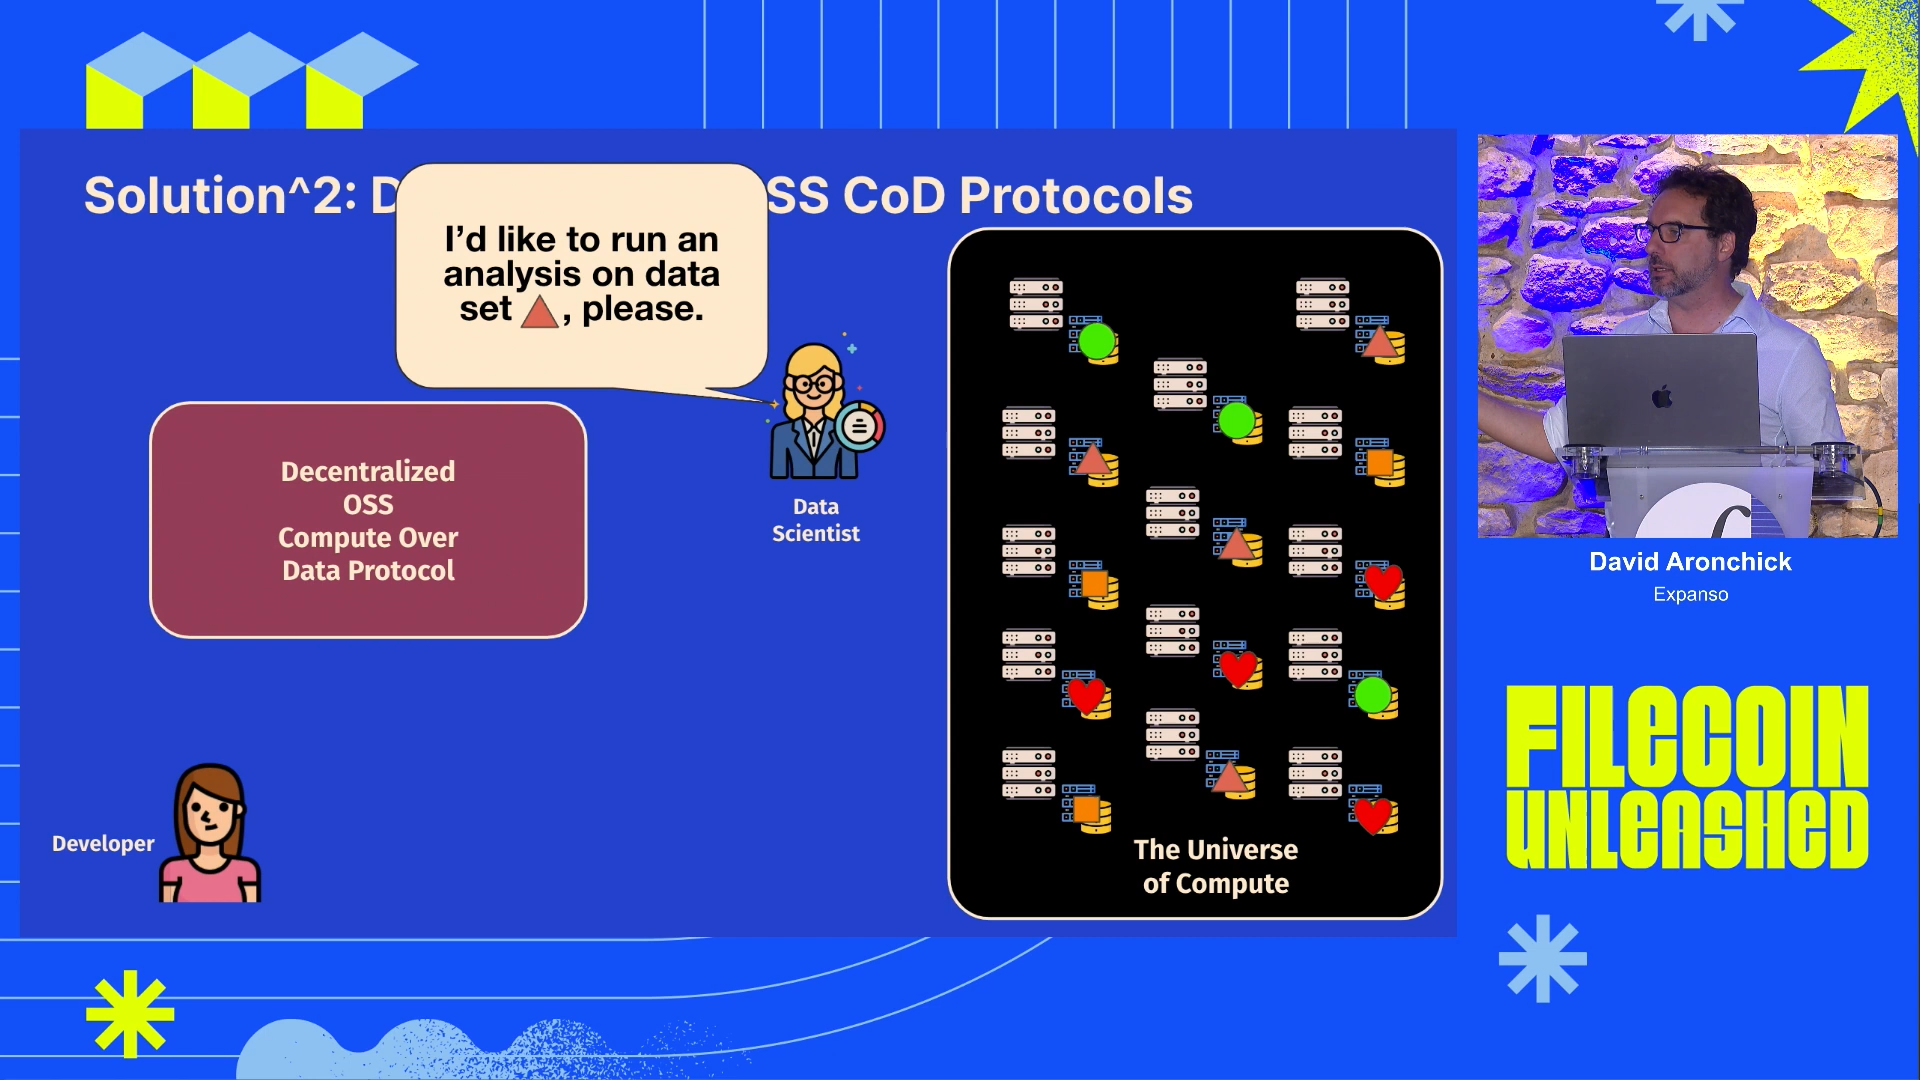 Solution^2: D SS CoD Protocols
I'd like to run an
analysis on data
set , please.
Decentralized
OSS
Compute Over
Data Protocol
Data
Scientist
Developer
The Universe
of Compute
David Aronchick
Expanso
FILECOIN
UNLEASHED